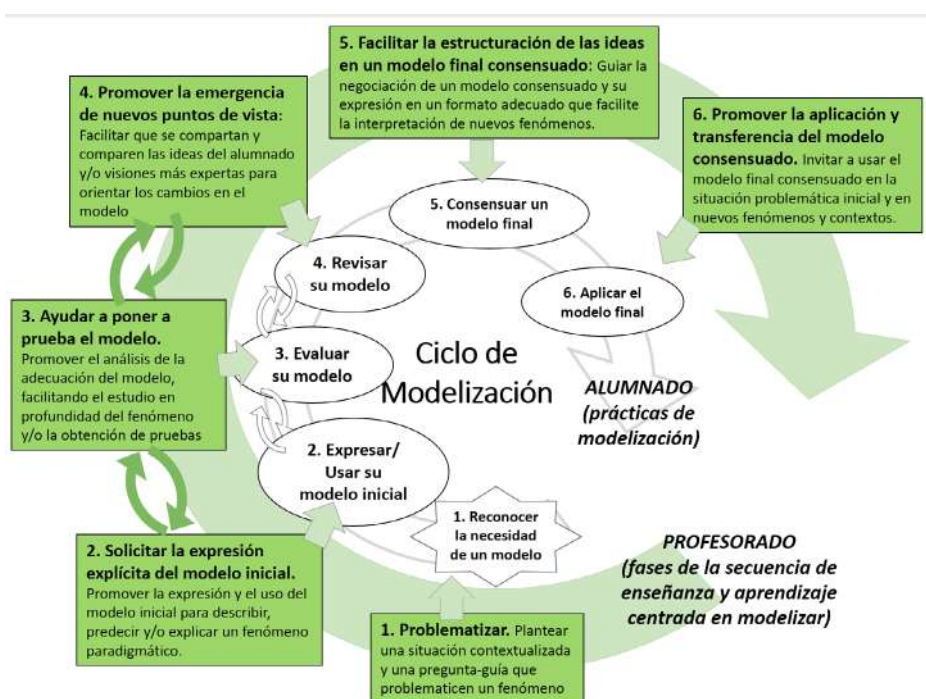 5. Facilitar la estructuración de las ideas
en un modelo final consensuado: Guiar la
negociación de un modelo consensuado y su
expresión en un formato adecuado que facilite
la interpretación de nuevos fenómenos.
4. Promover la emergencia
de nuevos puntos de vista:
Facilitar que se compartan y
comparen las ideas del alumnado
y/o visiones más expertas para
orientar los cambios en el
modelo
6. Promover la aplicación y
transferencia del modelo
consensuado. Invitar a usar el
modelo final consensuado en la
situación problemática inicial y en
nuevos fenómenos y contextos.
5. Consensuar un
modelo final
4. Revisar
su modelo
6. Aplicar el
modelo final
3. Ayudar a poner a
prueba el modelo.
Promover el análisis de la
adecuación del modelo,
facilitando el estudio en
profundidad del fenómeno
y/o la obtención de pruebas
3. Evaluar
su modelo
Ciclo de
Modelización
ALUMNADO
(prácticas de
modelización)
2. Expresar/
Usar su
modelo inicial
1. Reconocer
la necesidad
de un modelo
2. Solicitar la expresión
explícita del modelo inicial.
Promover la expresión y el uso del
modelo inicial para describir,
predecir y/o explicar un fenómeno
paradigmático.
PROFESORADO
(fases de la secuencia de
enseñanza y aprendizaje
centrada en modelizar)
1. Problematizar. Plantear
una situación contextualizada
y una pregunta-guía que
problematicen un fenómeno